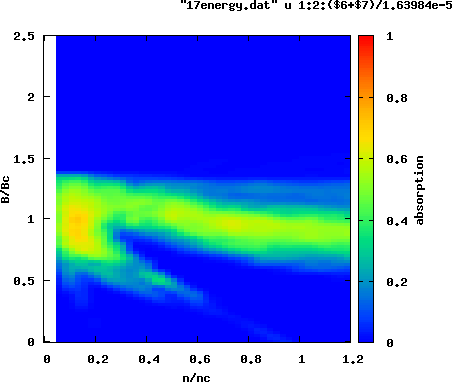 "17energy.dat" u 1:2:($6+$7)/1.63984e-5
2.5
2
1.5
1
0.5
0
B/Bc
0 0.2 0.4 0.6 0.8 1 1.2
n/nc
1
0.8
0.6
0.4
0.2
0
absorption